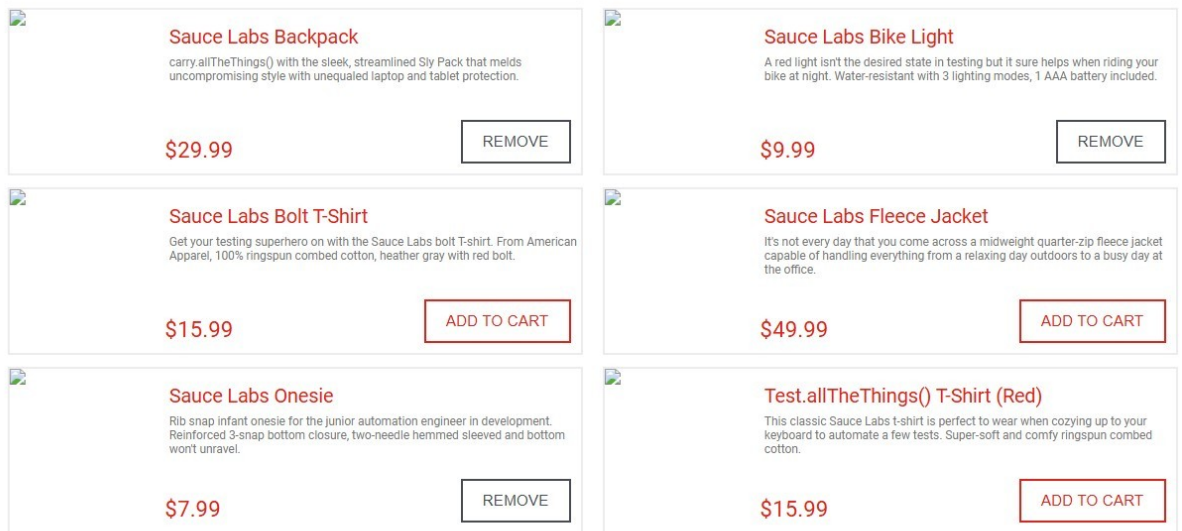 Sauce Labs Backpack
carry.allTheThings() with the sleek, streamlined Sly Pack that melds
uncompromising style with unequaled laptop and tablet protection.
$29.99
REMOVE
Sauce Labs Bike Light
A red light isn't the desired state in testing but it sure helps when riding your
bike at night. Water-resistant with 3 lighting modes, 1 AAA battery included.
$9.99
REMOVE
Sauce Labs Bolt T-Shirt
Get your testing superhero on with the Sauce Labs bolt T-shirt. From American
Apparel, 100% ringspun combed cotton, heather gray with red bolt.
$15.99
ADD TO CART
Sauce Labs Fleece Jacket
It's not every day that you come across a midweight quarter-zip fleece jacket
capable of handling everything from a relaxing day outdoors to a busy day at
the office.
$49.99
ADD TO CART
Sauce Labs Onesie
Rib snap infant onesie for the junior automation engineer in development.
Reinforced 3-snap bottom closure, two-needle hemmed sleeved and bottom
won't unravel.
$7.99
REMOVE
Test.allTheThings() T-Shirt (Red)
This classic Sauce Labs t-shirt is perfect to wear when cozying up to your
keyboard to automate a few tests. Super-soft and comfy ringspun combed
cotton.
$15.99
ADD TO CART